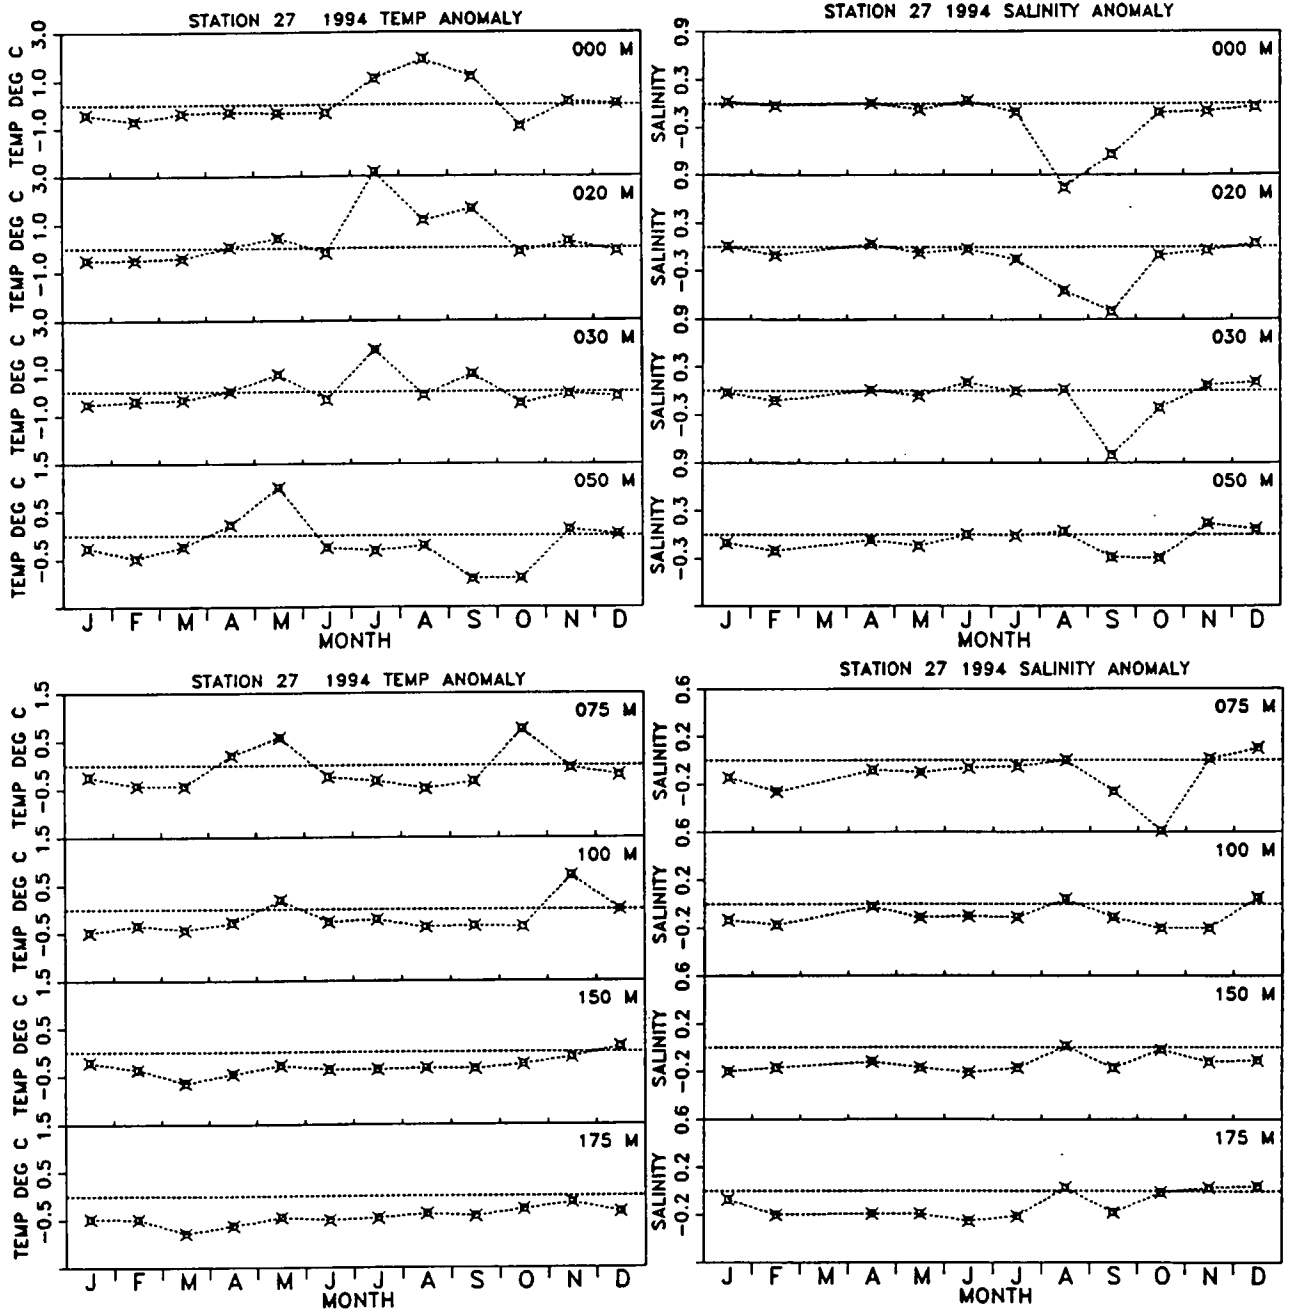 STATION 27 1994 TEMP ANOMALY
3.0
1.0
-1.0
TEMP DEG C
000 M
3.0
1.0
-1.0
TEMP DEG C
020 M
3.0
3.0
1.0
-1.0
TEMP DEG C
030 M
1.5
0.5
-0.5
TEMP DEG C
050 M
J F M A M J J A S O N D
MONTH
STATION 27 1994 SALINITY ANOMALY
0.9
0.3
-0.3
SALINITY
000 M
0.9
0.3
-0.3
SALINITY
020 M
0.9
0.3
-0.3
SALINITY
030 M
0.9
0.3
-0.3
SALINITY
050 M
J F M A M J J A S O N D
MONTH
STATION 27 1994 TEMP ANOMALY
1.5
0.5
-0.5
TEMP DEG C
075 M
1.5
0.5
-0.5
TEMP DEG C
100 M
1.5
0.5
-0.5
TEMP DEG C
150 M
1.5
0.5
-0.5
TEMP DEG C
175 M
J F M A M J J A S O N D
MONTH
STATION 27 1994 SALINITY ANOMALY
0.6
0.2
-0.2
SALINITY
075 M
0.6
0.2
-0.2
SALINITY
100 M
0.6
0.2
-0.2
SALINITY
150 M
0.6
0.2
-0.2
SALINITY
175 M
J F M A M J J A S O N D
MONTH